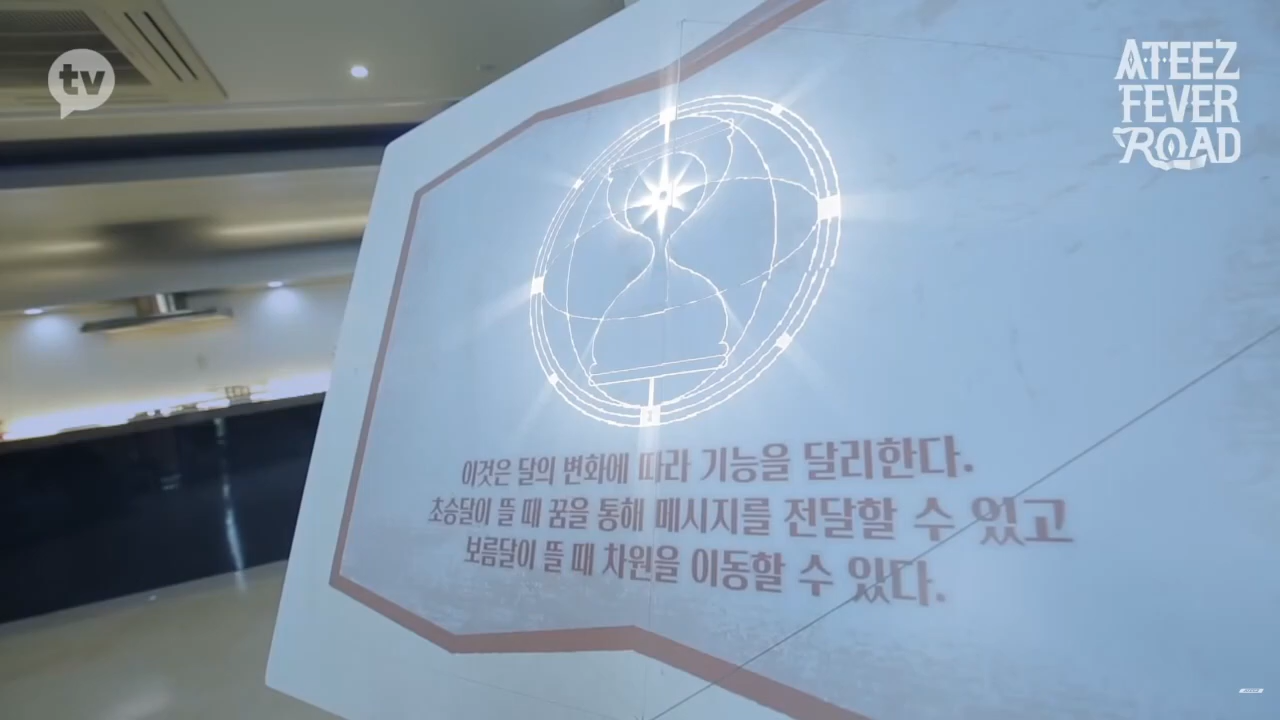 tv
ATEEZ
FEVER
ROAD
이것은 달의 변화에 따라 기능을 달리한다.
초승달이 뜰 때 꿈을 통해 메시지를 전달할 수 있고
보름달이 뜰 때 차원을 이동할 수 있다.